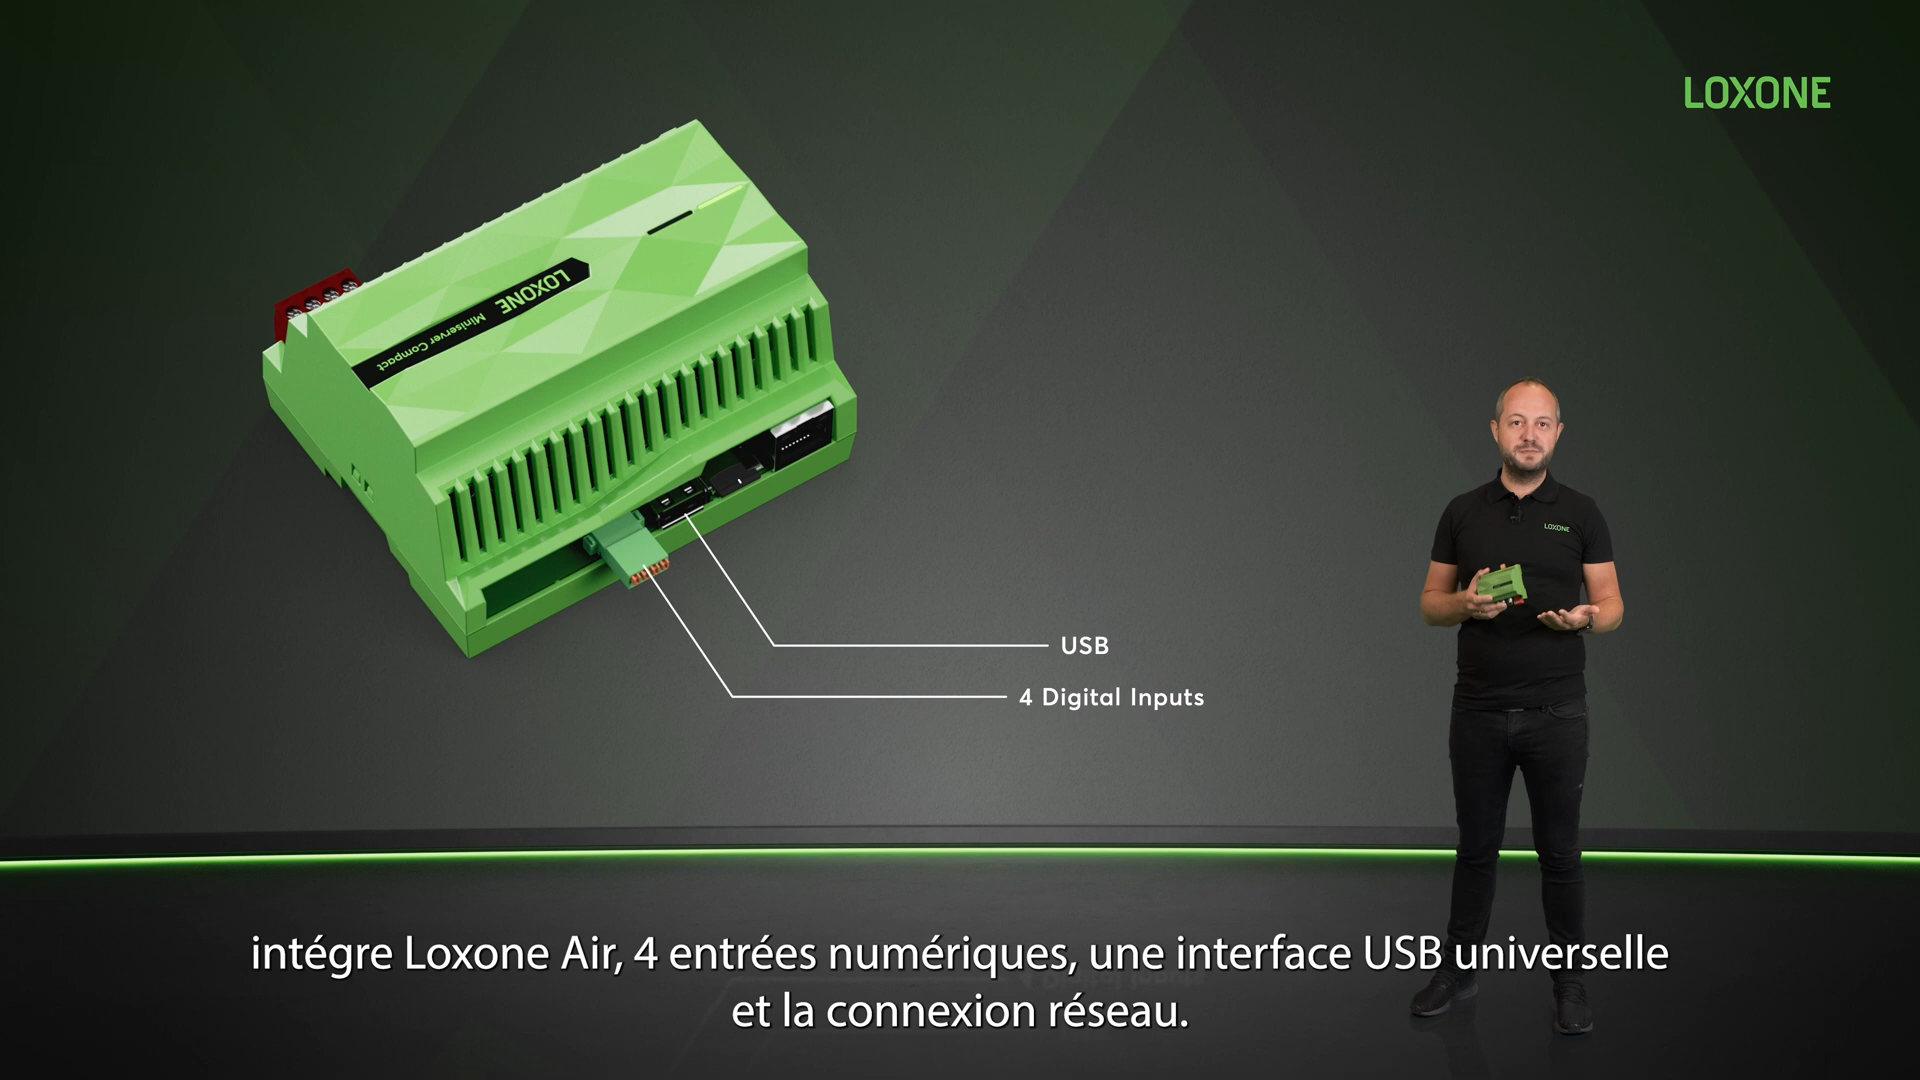 LOXONE
LOXONE Miniserver Compact
LOXONE
USB
4 Digital Inputs
intégre Loxone Air, 4 entrées numériques, une interface USB universelle
et la connexion réseau.